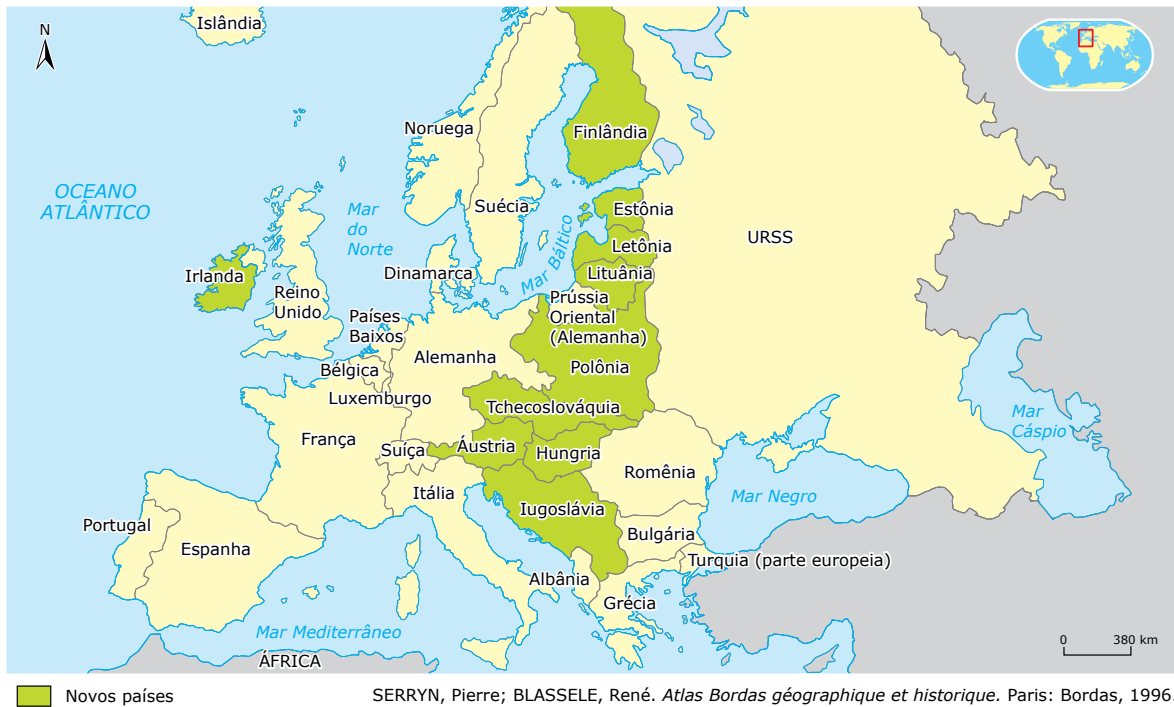 Islândia
N
Noruega
Finlândia
OCEANO
ATLÂNTICO
Mar
do
Norte
Suécia
Estônia
URSS
Letônia
Mar Báltico
Irlanda
Dinamarca
Lituânia
Reino
Unido
Prússia
Oriental
(Alemanha)
Países
Baixos
Alemanha
Bélgica
Polônia
Luxemburgo
Tchecoslováquia
Mar
Cáspio
França
Suíça
Áustria
Hungria
Romênia
Itália
Mar Negro
Iugoslávia
Portugal
Espanha
Bulgária
Turquia (parte europeia)
Albânia
Grécia
Mar Mediterrâneo
ÁFRICA
0 380 km
Novos países
SERRYN, Pierre; BLASSELE, René. Atlas Bordas géographique et historique. Paris: Bordas, 1996.